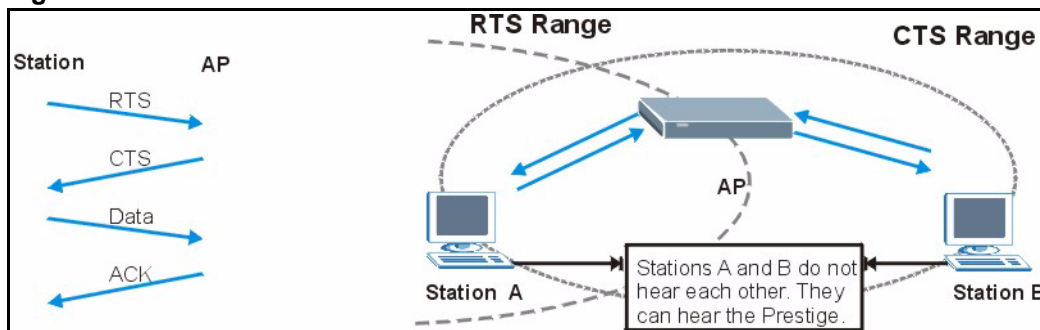 RTS Range
CTS Range
Station
AP
RTS
CTS
Data
ACK
AP
Station A
Stations A and B do not
hear each other. They
can hear the Prestige.
Station B